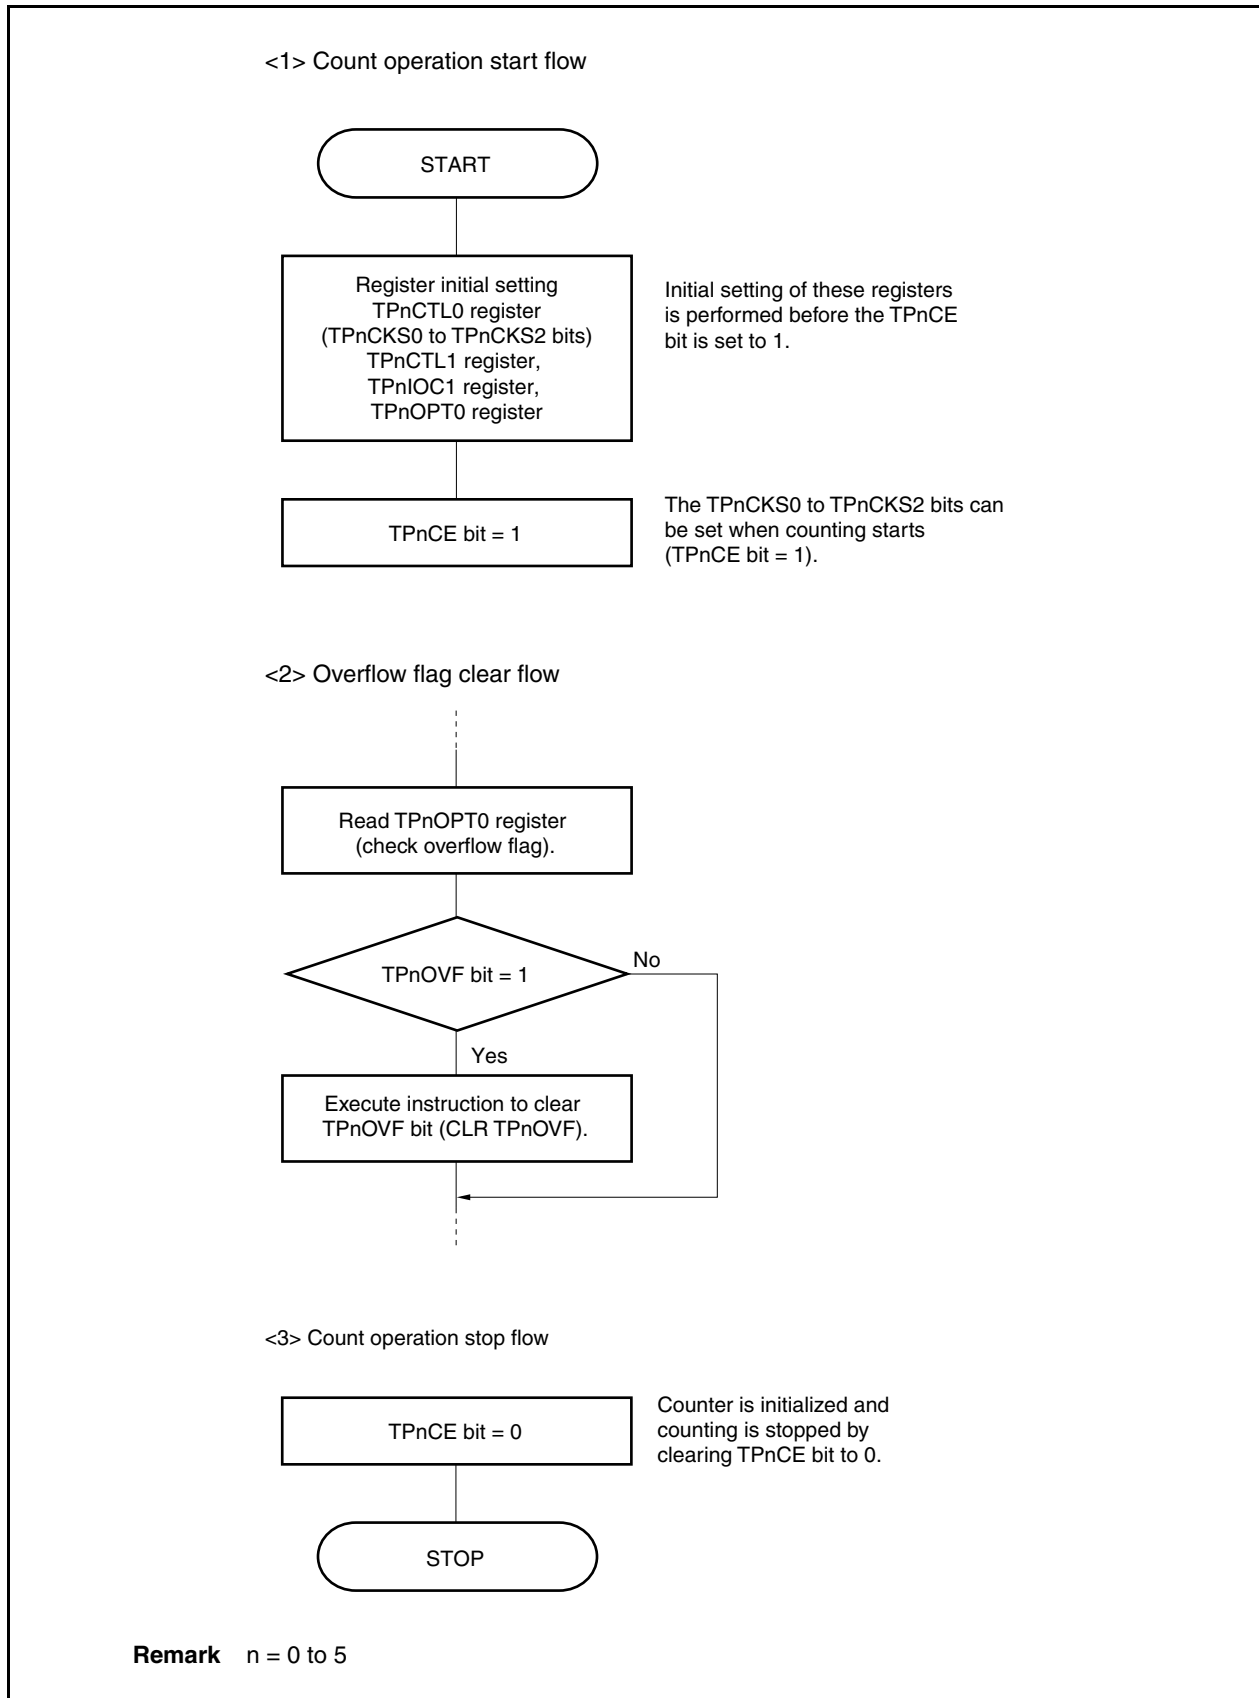 <1> Count operation start flow
START
Register initial setting
TPnCTL0 register
(TPnCKS0 to TPnCKS2 bits)
TPnCTL1 register,
TPnIOC1 register,
TPnOPT0 register
Initial setting of these registers
is performed before the TPnCE
bit is set to 1.
TPnCE bit = 1
The TPnCKS0 to TPnCKS2 bits can
be set when counting starts
(TPnCE bit = 1).
<2> Overflow flag clear flow
Read TPnOPT0 register
(check overflow flag).
TPnOVF bit = 1
No
Yes
Execute instruction to clear
TPnOVF bit (CLR TPnOVF).
<3> Count operation stop flow
TPnCE bit = 0
Counter is initialized and
counting is stopped by
clearing TPnCE bit to 0.
STOP
Remark n = 0 to 5